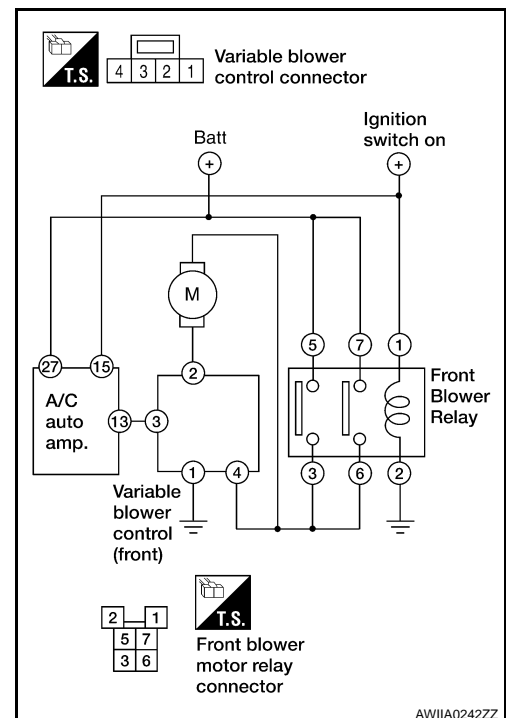 T.S.
4 3 2 1
Variable blower
control connector
Batt
Ignition
switch on
+
+
M
5 7 1
27 15
2
A/C
auto
amp.
13
3
Front
Blower
Relay
1 4
3 6 2
Variable
blower
control
(front)
2 1
5 7
3 6
T.S.
Front blower
motor relay
connector
AWIIA0242ZZ